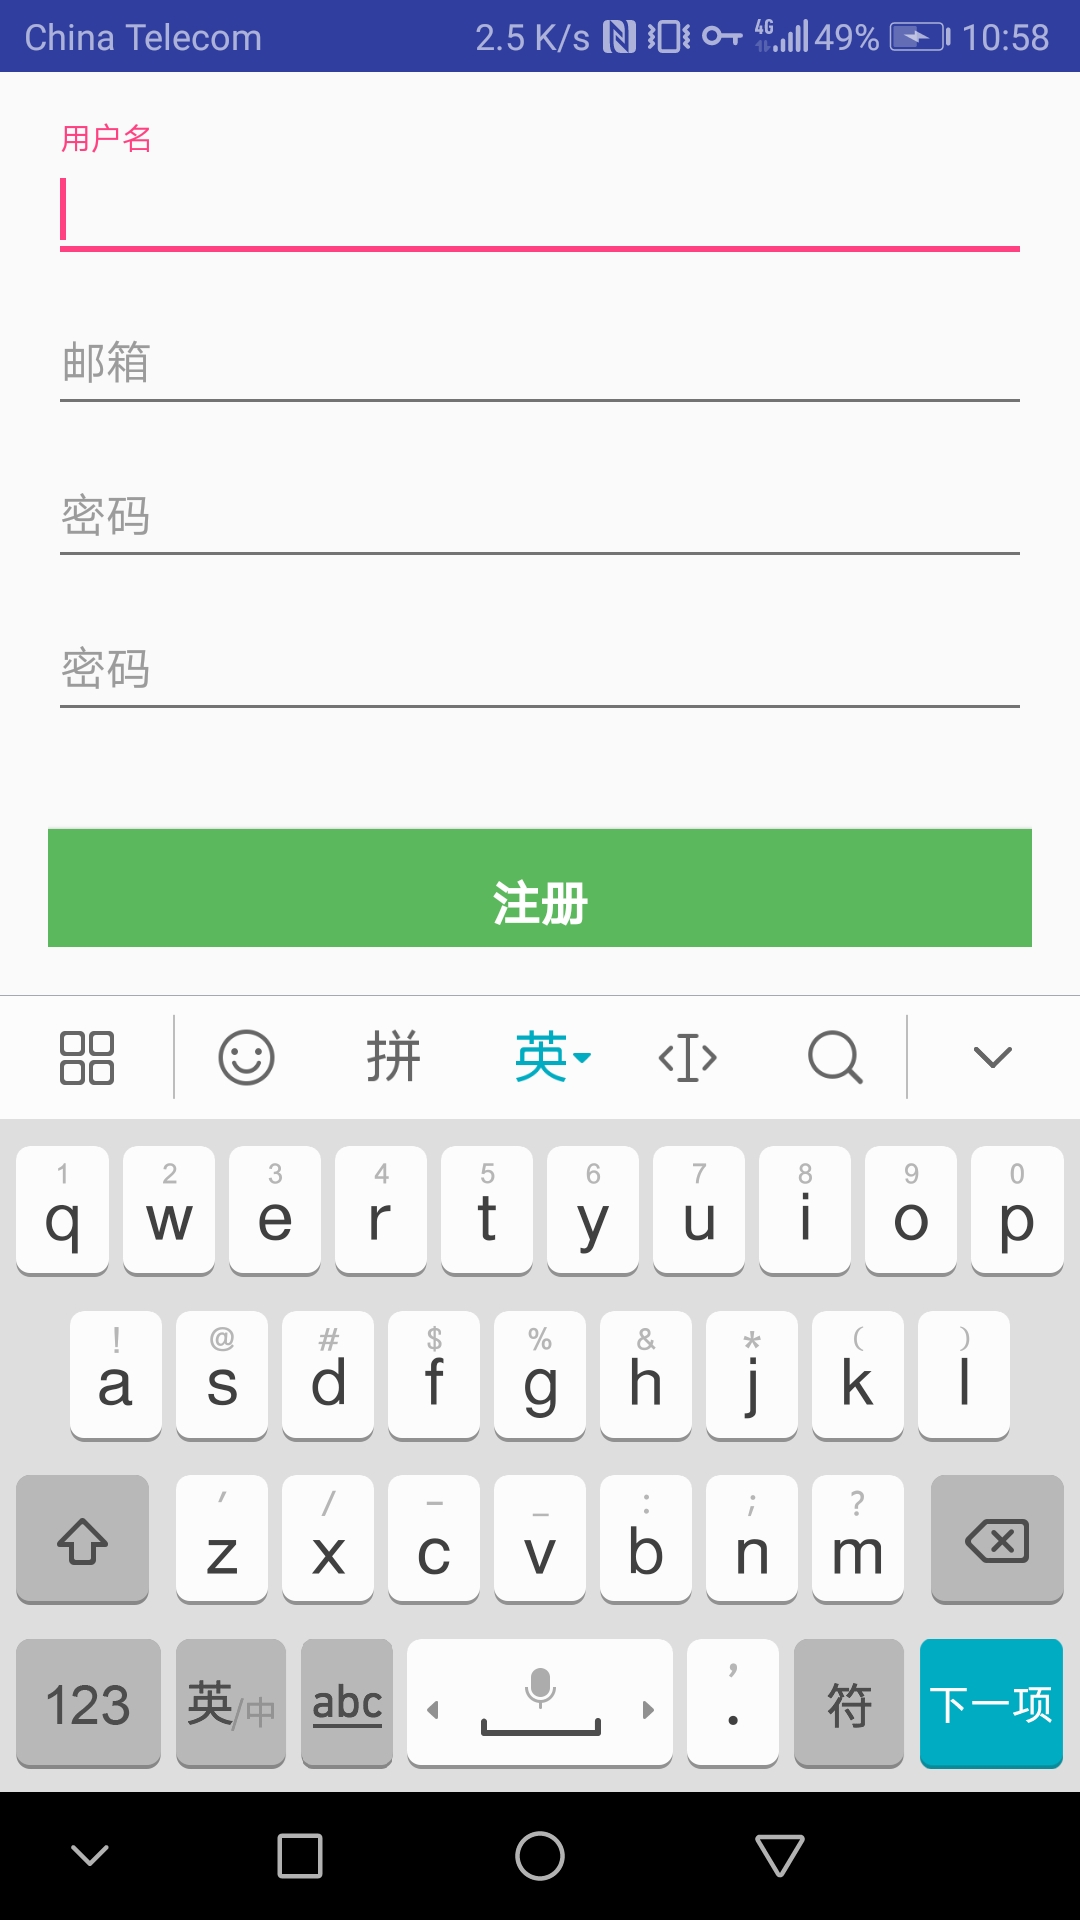 China Telecom 2.5 K/s 4G 49% 10:58
用户名
邮箱
密码
密码
注册
拼 英
1 2 3 4 5 6 7 8 9 0
q w e r t y u i o p
! @ # $ % & * ( )
a s d f g h j k l
′ / – _ : ; ?
z x c v b n m
123 英/中 abc , . 符 下一项